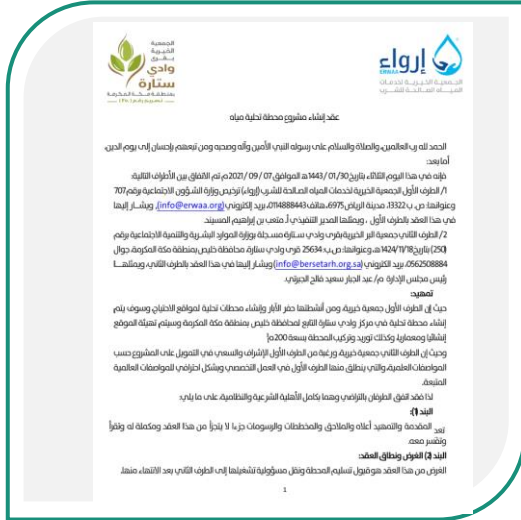 الجمعية
الخيرية
بقرى
وادي
ستارة
بمنطقة مكة المكرمة
إرواء
ERWAA
الجمعية الخيرية لخدمات
المياه الصالحة للشرب
عقد إنشاء مشروع محطة تحلية مياه
الحمد لله رب العالمين، والصلاة والسلام على رسوله النبي الأمين وآله وصحبه ومن تبعهم بإحسان إلى يوم الدين،
أما بعد:
فإنه في هذا اليوم الثلاثاء بتاريخ 1443/01/30هـ الموافق 07 / 09 / 2021م تم الاتفاق بين الأطراف التالية:
1/ الطرف الأول الجمعية الخيرية لخدمات المياه الصالحة للشرب (إرواء) ترخيص وزارة الشؤون الاجتماعية برقم 707
وعنوانها: ص. ب 13322، مدينة الرياض 6975، هاتف 0114888443، بريد إلكتروني (info@erwaa.org)، ويشار إليها
في هذا العقد بالطرف الأول ، ويمثلها المدير التنفيذي أ. متعب بن إبراهيم المسيند.
2/ الطرف الثاني جمعية البر الخيرية بقرى وادي ستارة مسجلة بوزارة الموارد البشرية والتنمية الاجتماعية برقم
(250) بتاريخ 1424/11/18هـ وعنوانها: ص.ب: 25634 قرى وادي ستارة، محافظة خليص بمنطقة مكة المكرمة، جوال
0562508884، بريد الكتروني (info@bersetarh.org.sa) ويشار إليها في هذا العقد بالطرف الثاني، ويمثلهـا
رئيس مجلس الإدارة م/ عبد الجبار سعيد فالح الجبرتي.
تمهيد:
حيث إن الطرف الأول جمعية خيرية، ومن أنشطتها حفر الآبار وإنشاء محطات تحلية لمواقع الاحتياج، وسوف يتم
إنشاء محطة تحلية في مركز وادي ستارة التابع لمحافظة خليص بمنطقة مكة المكرمة وسيتم تهيئة الموقع
إنشائيا ومعماريا، وكذلك توريد وتركيب المحطة بسعة 200م³
وحيث إن الطرف الثاني جمعية خيرية، ورغبة من الطرف الأول الإشراف والسعي في التمويل على المشروع حسب
المواصفات العلمية، والتي ينطلق منها الطرف الأول في العمل التخصصي وبشكل احترافي للمواصفات العالمية
المتبعة.
لذا فقد اتفق الطرفان بالتراضي وهما بكامل الأهلية الشرعية والنظامية، على ما يلي:
البند (1):
تعد المقدمة والتمهيد أعلاه والملاحق والمخططات والرسومات جزءا لا يتجزأ من هذا العقد ومكملة له وتقرأ
وتفسر معه.
البند (2) الغرض ونطاق العقد:
الغرض من هذا العقد هو قبول تسليم المحطة ونقل مسؤولية تشغيلها إلى الطرف الثاني بعد الانتهاء منها.
1